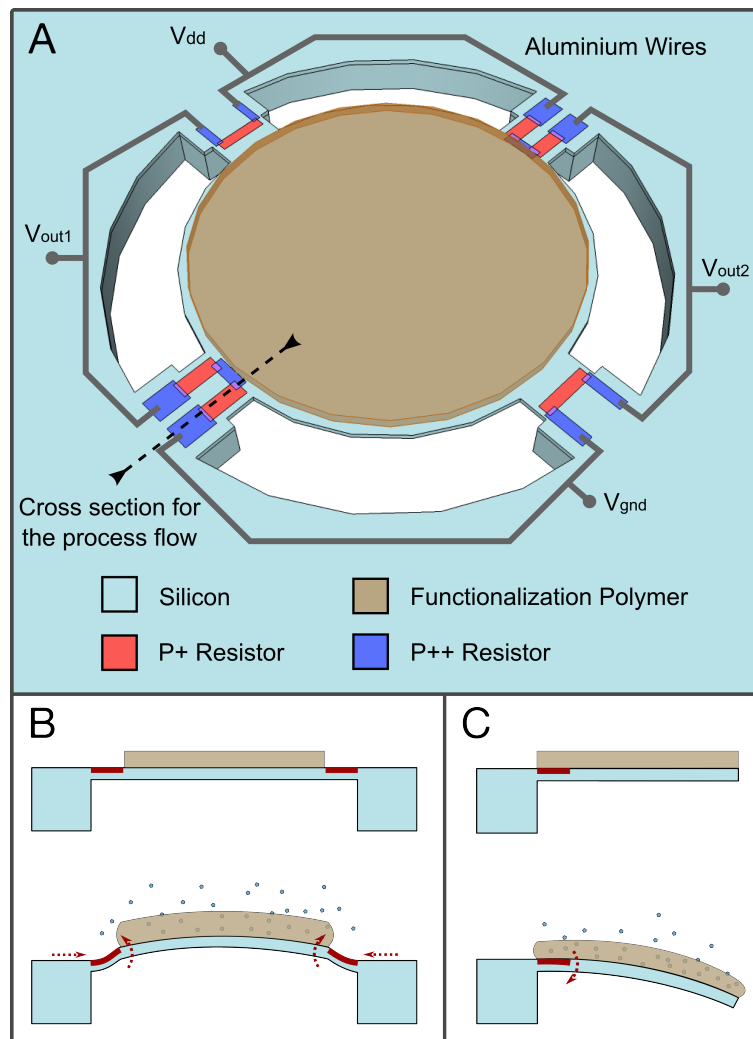 A
Vdd
Aluminium Wires
Vout1
Vout2
Cross section for
the process flow
Vgnd
Silicon
Functionalization Polymer
P+ Resistor
P++ Resistor
B
C